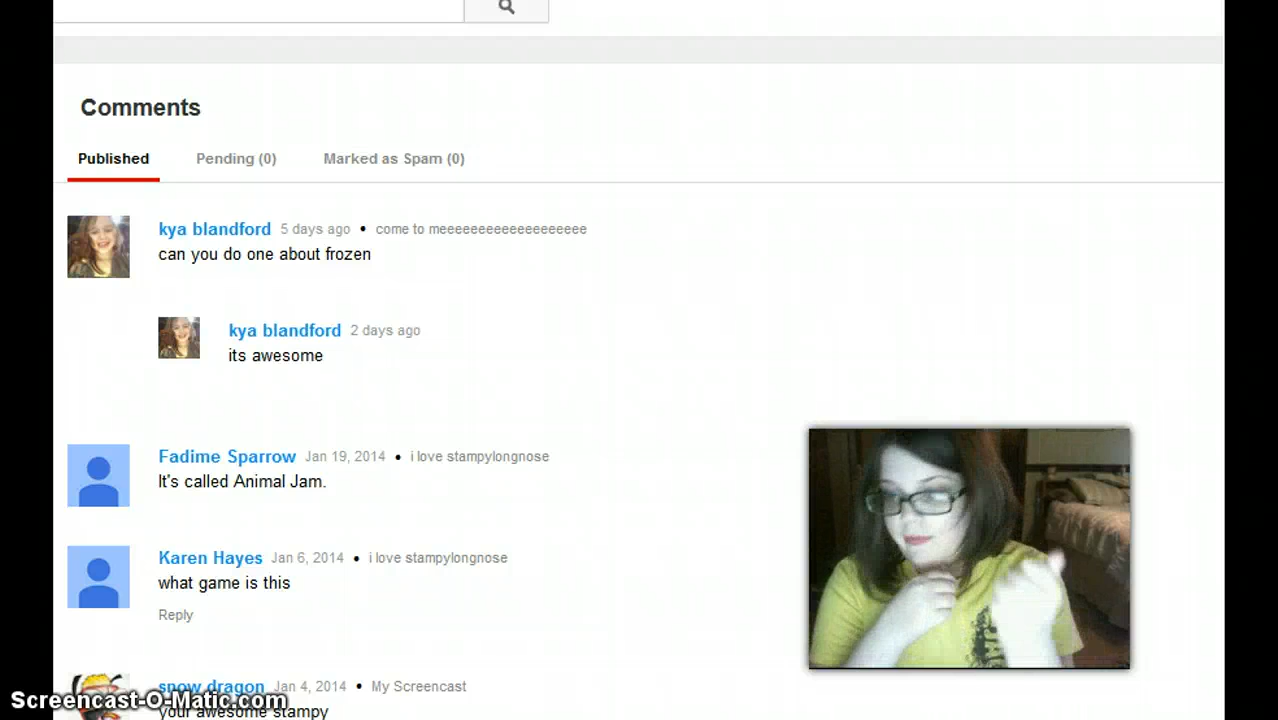 Comments
Published Pending (0) Marked as Spam (0)
kya blandford 5 days ago • come to meeeeeeeeeeeeeeeeeee
can you do one about frozen
kya blandford 2 days ago
its awesome
Fadime Sparrow Jan 19, 2014 • i love stampylongnose
It's called Animal Jam.
Karen Hayes Jan 6, 2014 • i love stampylongnose
what game is this
Reply
snow dragon Jan 4, 2014 • My Screencast
your awesome stampy
Screencast-O-Matic.com